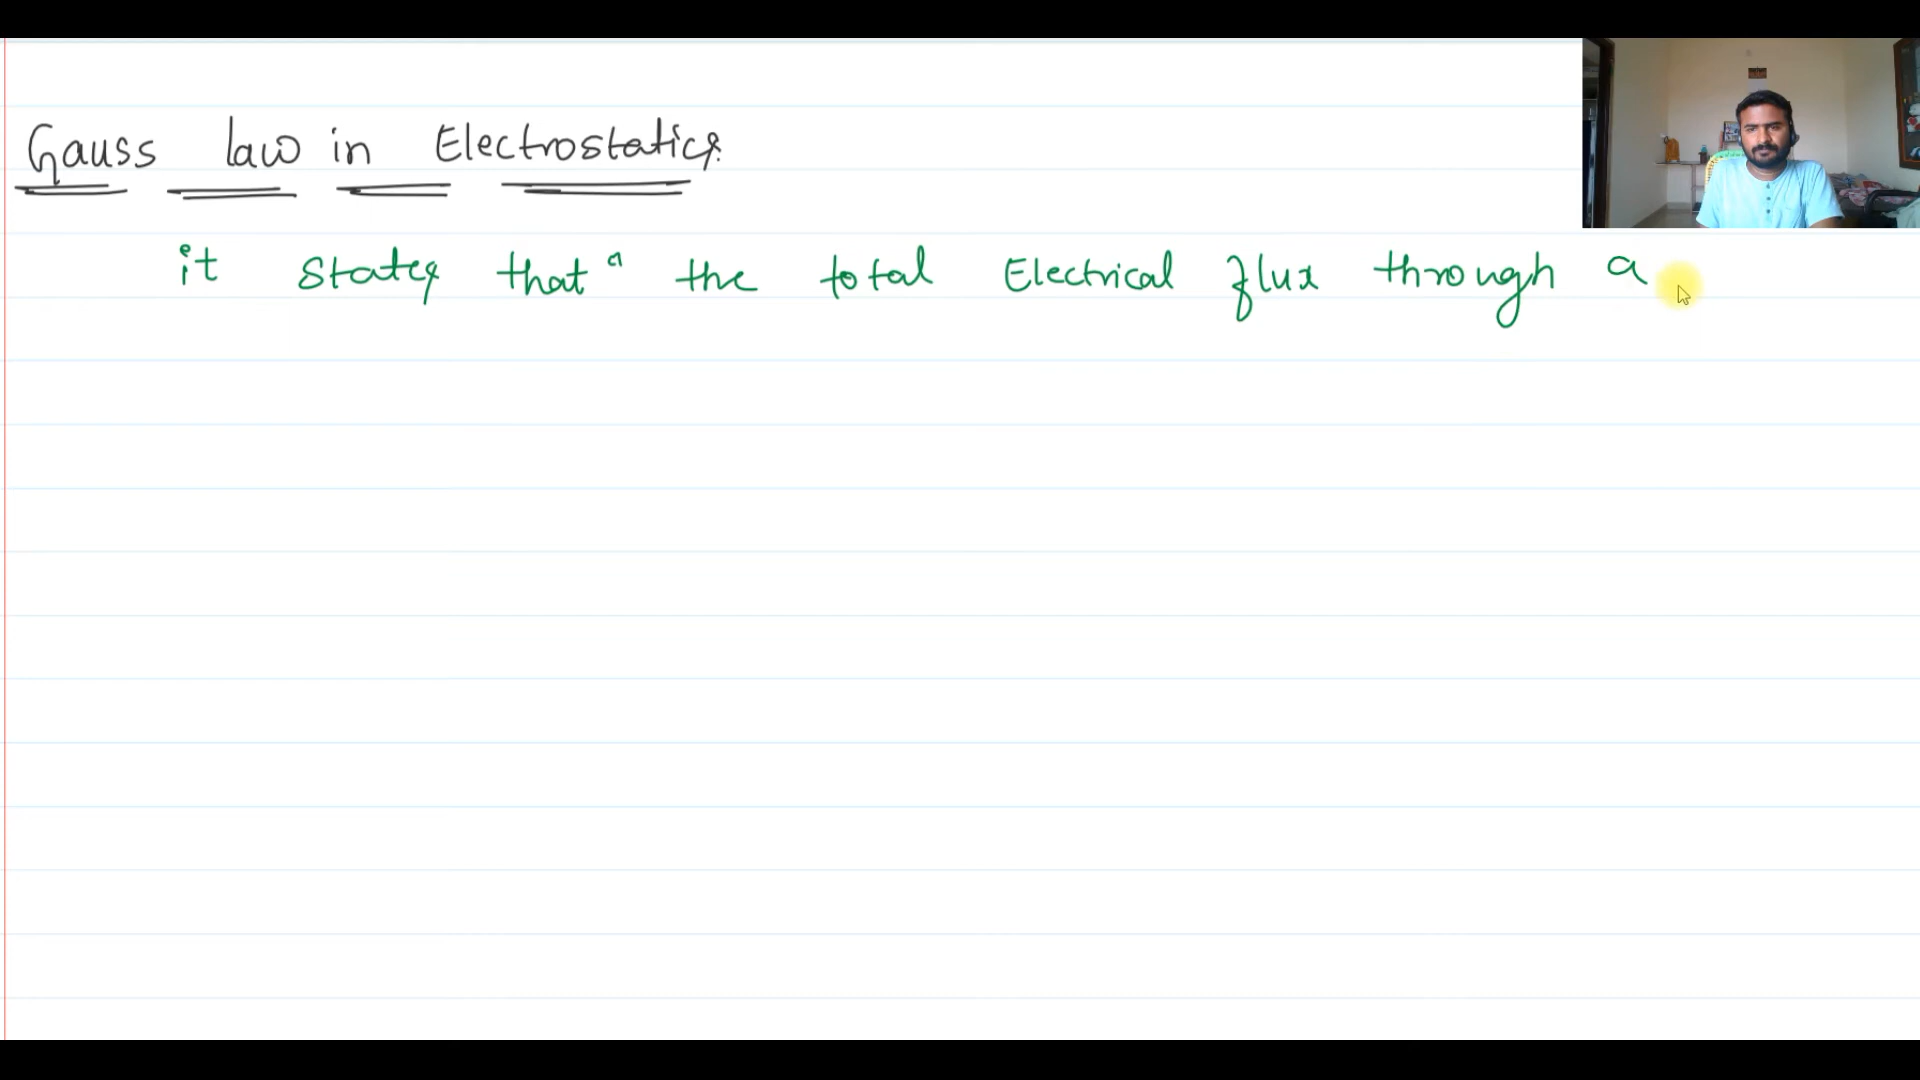 Gauss law in Electrostatics.
it states that " the total Electrical flux through a